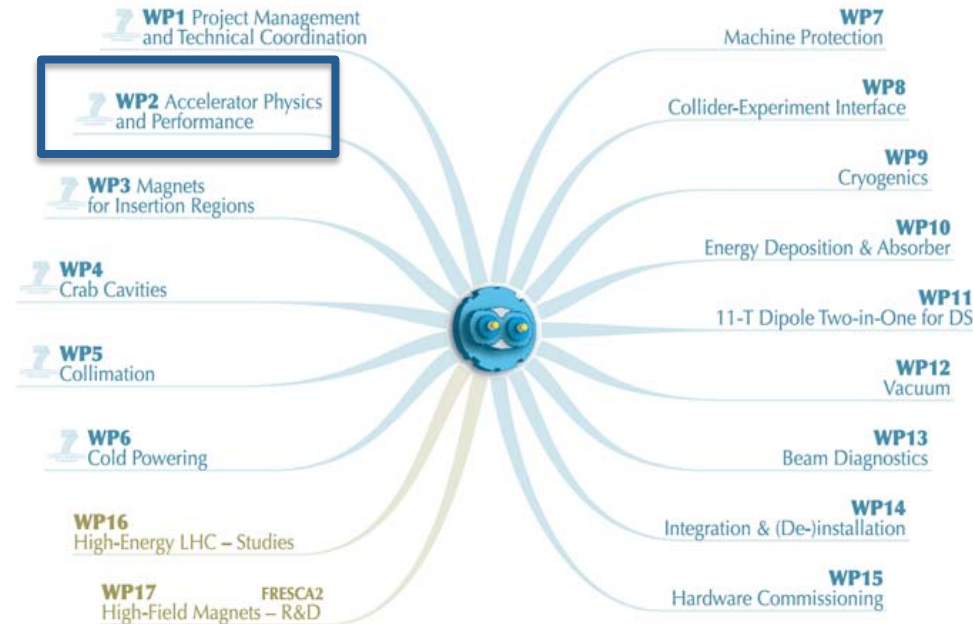 WP1 Project Management
and Technical Coordination
WP2 Accelerator Physics
and Performance
WP3 Magnets
for Insertion Regions
WP4
Crab Cavities
WP5
Collimation
WP6
Cold Powering
WP16
High-Energy LHC – Studies
WP17 FRESCA2
High-Field Magnets – R&D
WP7
Machine Protection
WP8
Collider-Experiment Interface
WP9
Cryogenics
WP10
Energy Deposition & Absorber
WP11
11-T Dipole Two-in-One for DS
WP12
Vacuum
WP13
Beam Diagnostics
WP14
Integration & (De-)installation
WP15
Hardware Commissioning